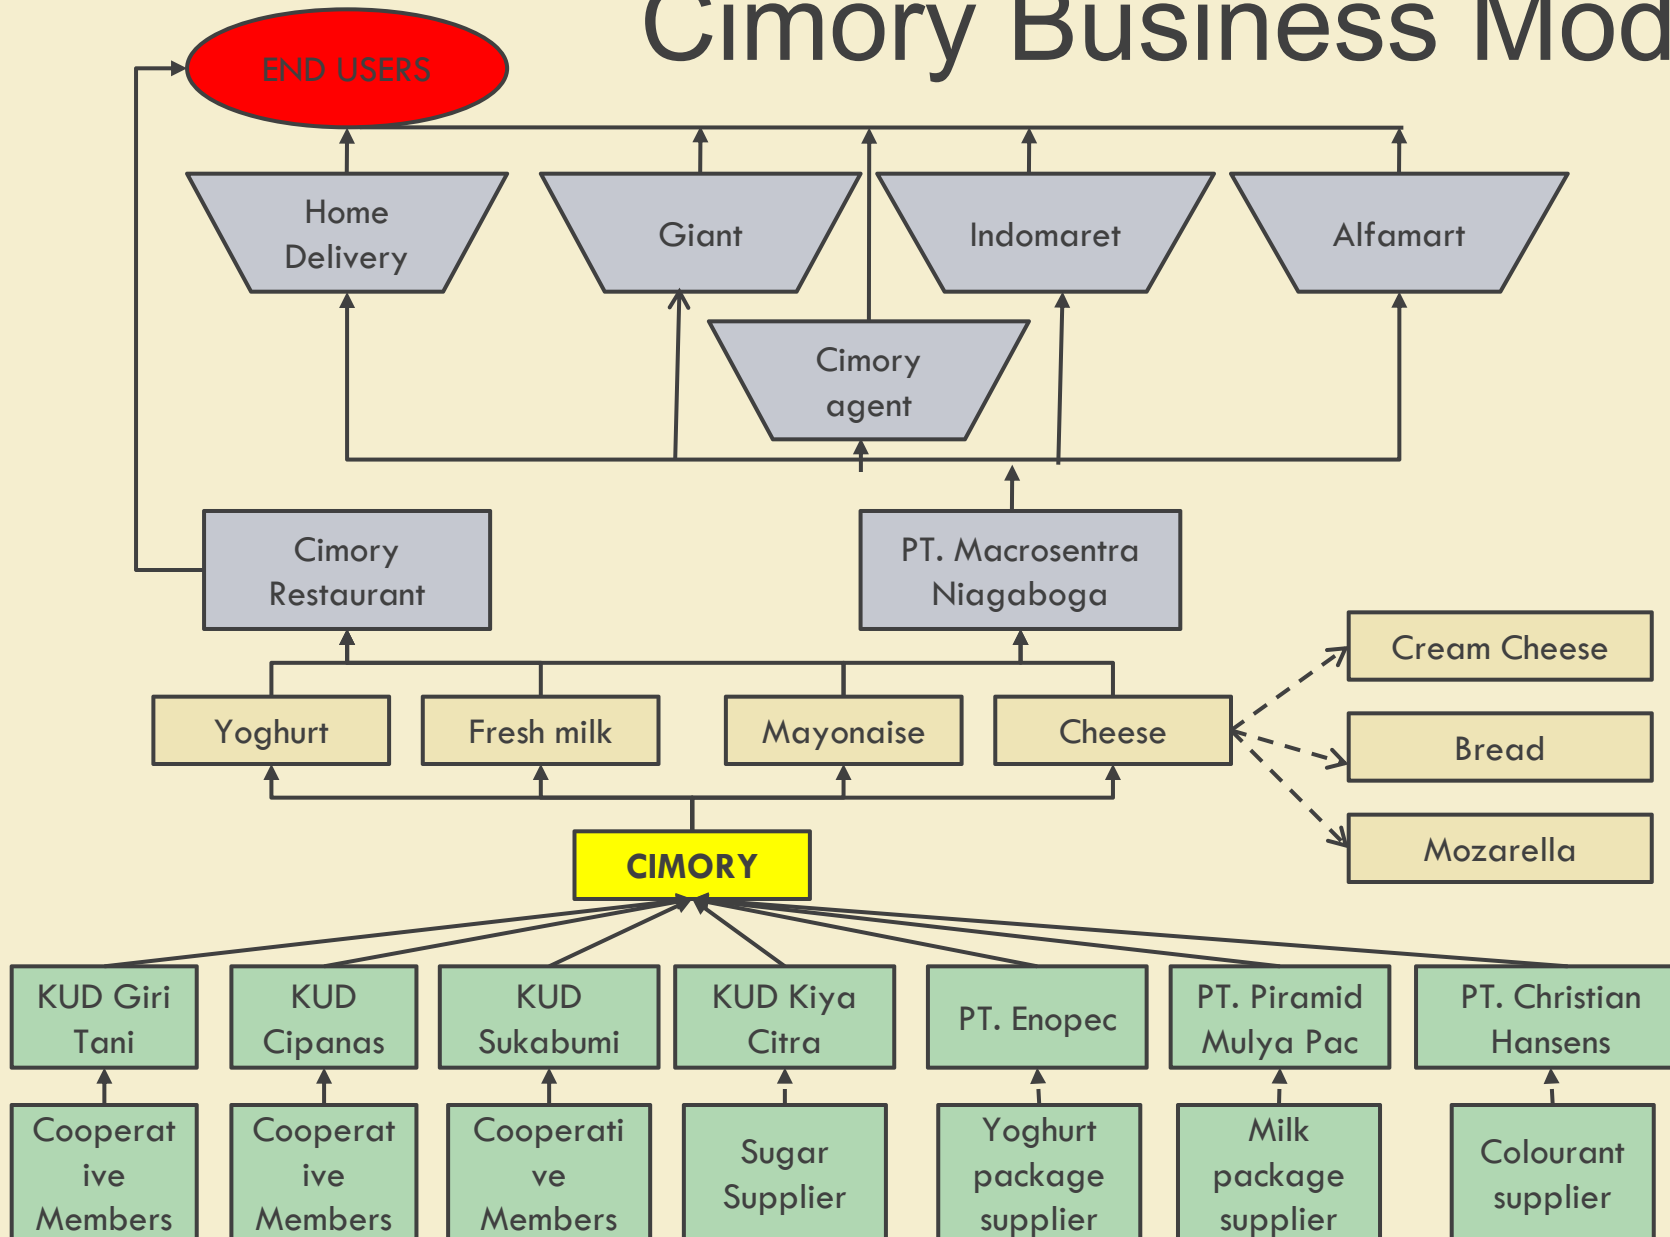 Cimory Business Mod
END USERS
Home
Delivery
Giant
Indomaret
Alfamart
Cimory
agent
Cimory
Restaurant
PT. Macrosentra
Niagaboga
Cream Cheese
Yoghurt
Fresh milk
Mayonaise
Cheese
Bread
Mozarella
CIMORY
KUD Giri
Tani
KUD
Cipanas
KUD
Sukabumi
KUD Kiya
Citra
PT. Enopec
PT. Piramid
Mulya Pac
PT. Christian
Hansens
Cooperat
ive
Members
Cooperat
ive
Members
Cooperati
ve
Members
Sugar
Supplier
Yoghurt
package
supplier
Milk
package
supplier
Colourant
supplier